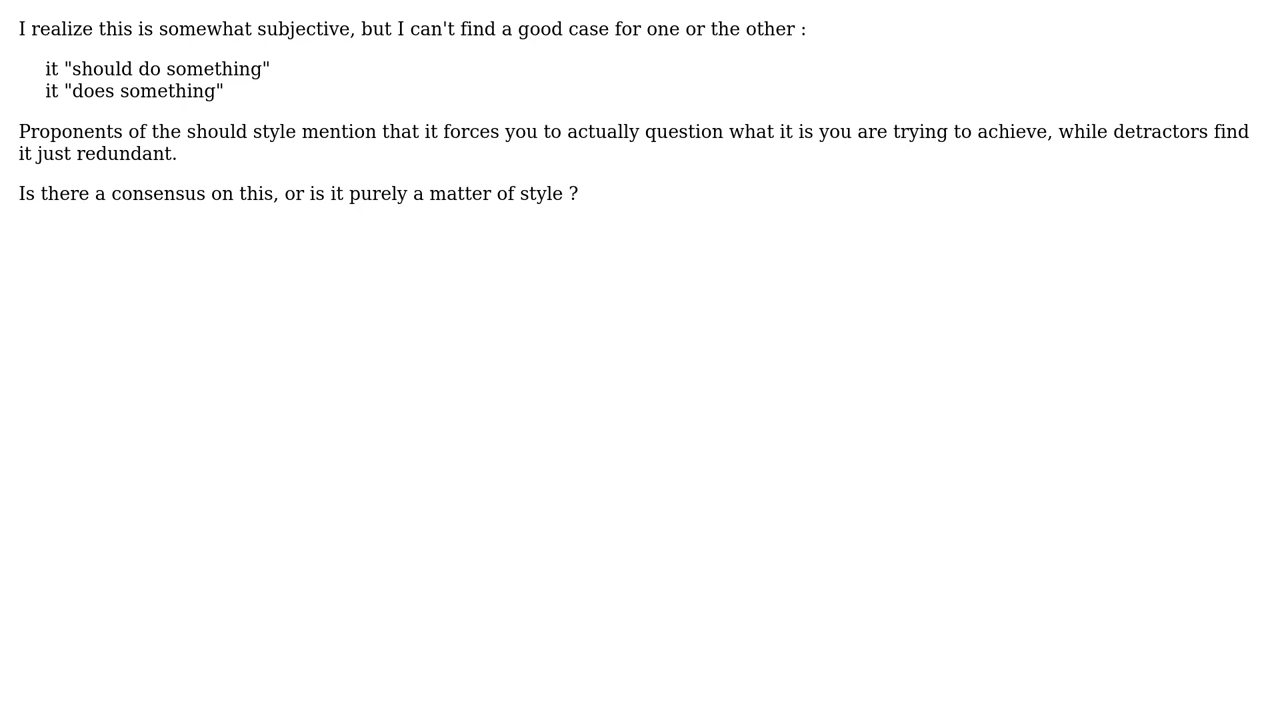 I realize this is somewhat subjective, but I can't find a good case for one or the other :
it "should do something"
it "does something"
Proponents of the should style mention that it forces you to actually question what it is you are trying to achieve, while detractors find
it just redundant.
Is there a consensus on this, or is it purely a matter of style ?